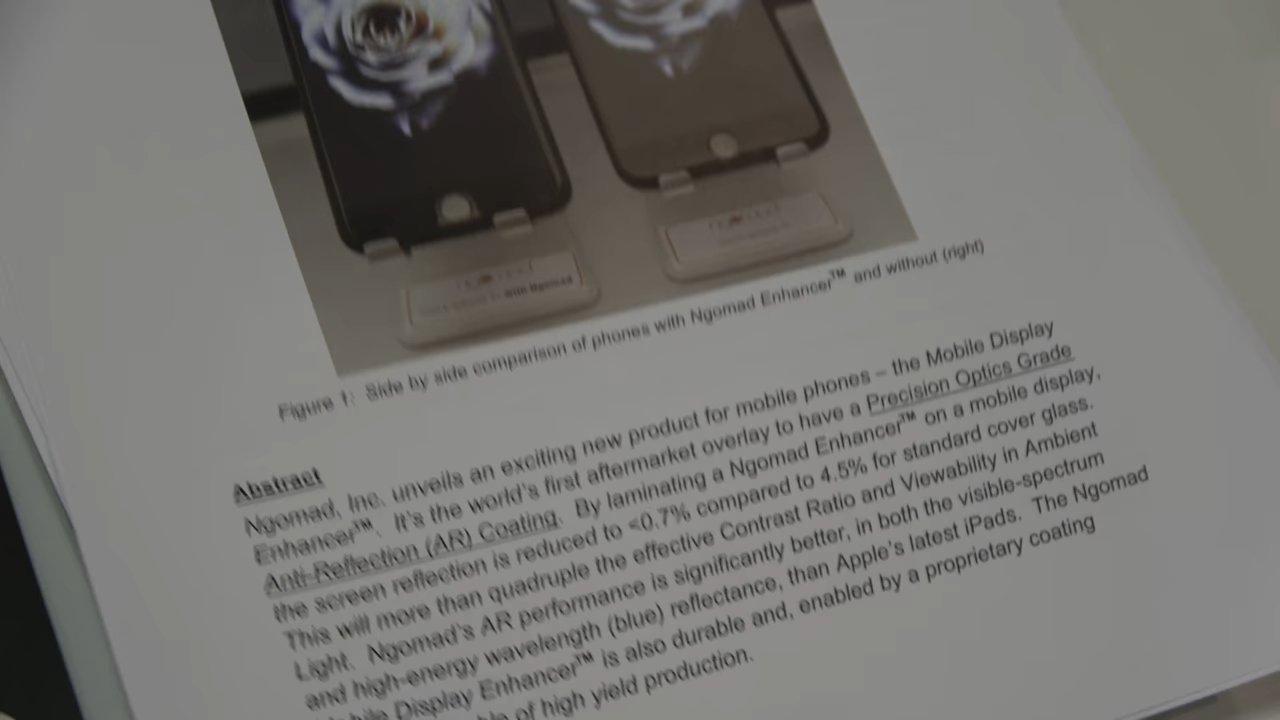 with Ngomad
Figure 1: Side by side comparison of phones with Ngomad Enhancer™ and without (right)
Abstract
Ngomad, Inc. unveils an exciting new product for mobile phones – the Mobile Display
Enhancer™. It's the world's first aftermarket overlay to have a Precision Optics Grade
Anti-Reflection (AR) Coating. By laminating a Ngomad Enhancer™ on a mobile display,
the screen reflection is reduced to <0.7% compared to 4.5% for standard cover glass.
This will more than quadruple the effective Contrast Ratio and Viewability in Ambient
Light. Ngomad's AR performance is significantly better, in both the visible-spectrum
and high-energy wavelength (blue) reflectance, than Apple's latest iPads. The Ngomad
Mobile Display Enhancer™ is also durable and, enabled by a proprietary coating
of high yield production.